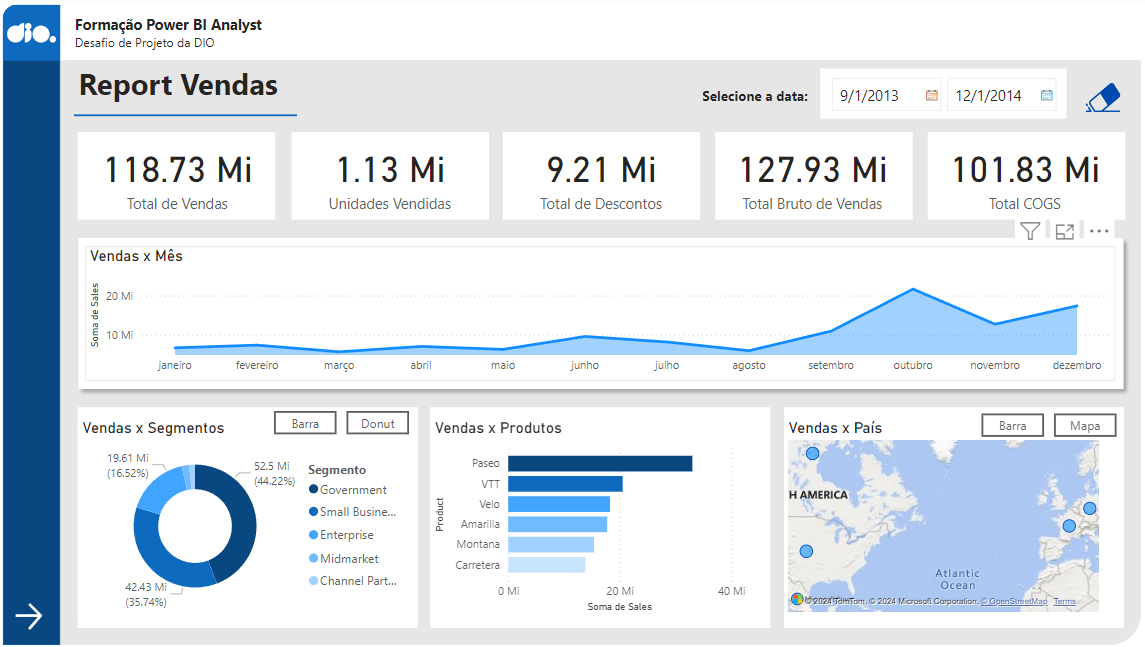 dio.
Formação Power BI Analyst
Desafio de Projeto da DIO
Report Vendas
Selecione a data:
9/1/2013
12/1/2014
118.73 Mi
Total de Vendas
1.13 Mi
Unidades Vendidas
9.21 Mi
Total de Descontos
127.93 Mi
Total Bruto de Vendas
101.83 Mi
Total COGS
Vendas x Mês
Soma de Sales
20 Mi
10 Mi
janeiro fevereiro março abril maio junho julho agosto setembro outubro novembro dezembro
Vendas x Segmentos
Barra
Donut
19.61 Mi
(16.52%)
52.5 Mi
(44.22%)
42.43 Mi
(35.74%)
Segmento
Government
Small Busine...
Enterprise
Midmarket
Channel Part...
Vendas x Produtos
Product
Paseo
VTT
Velo
Amarilla
Montana
Carretera
0 Mi 20 Mi 40 Mi
Soma de Sales
Vendas x País
Barra
Mapa
H AMERICA
Atlantic
Ocean
© 2024 TomTom, © 2024 Microsoft Corporation, © OpenStreetMap Terms